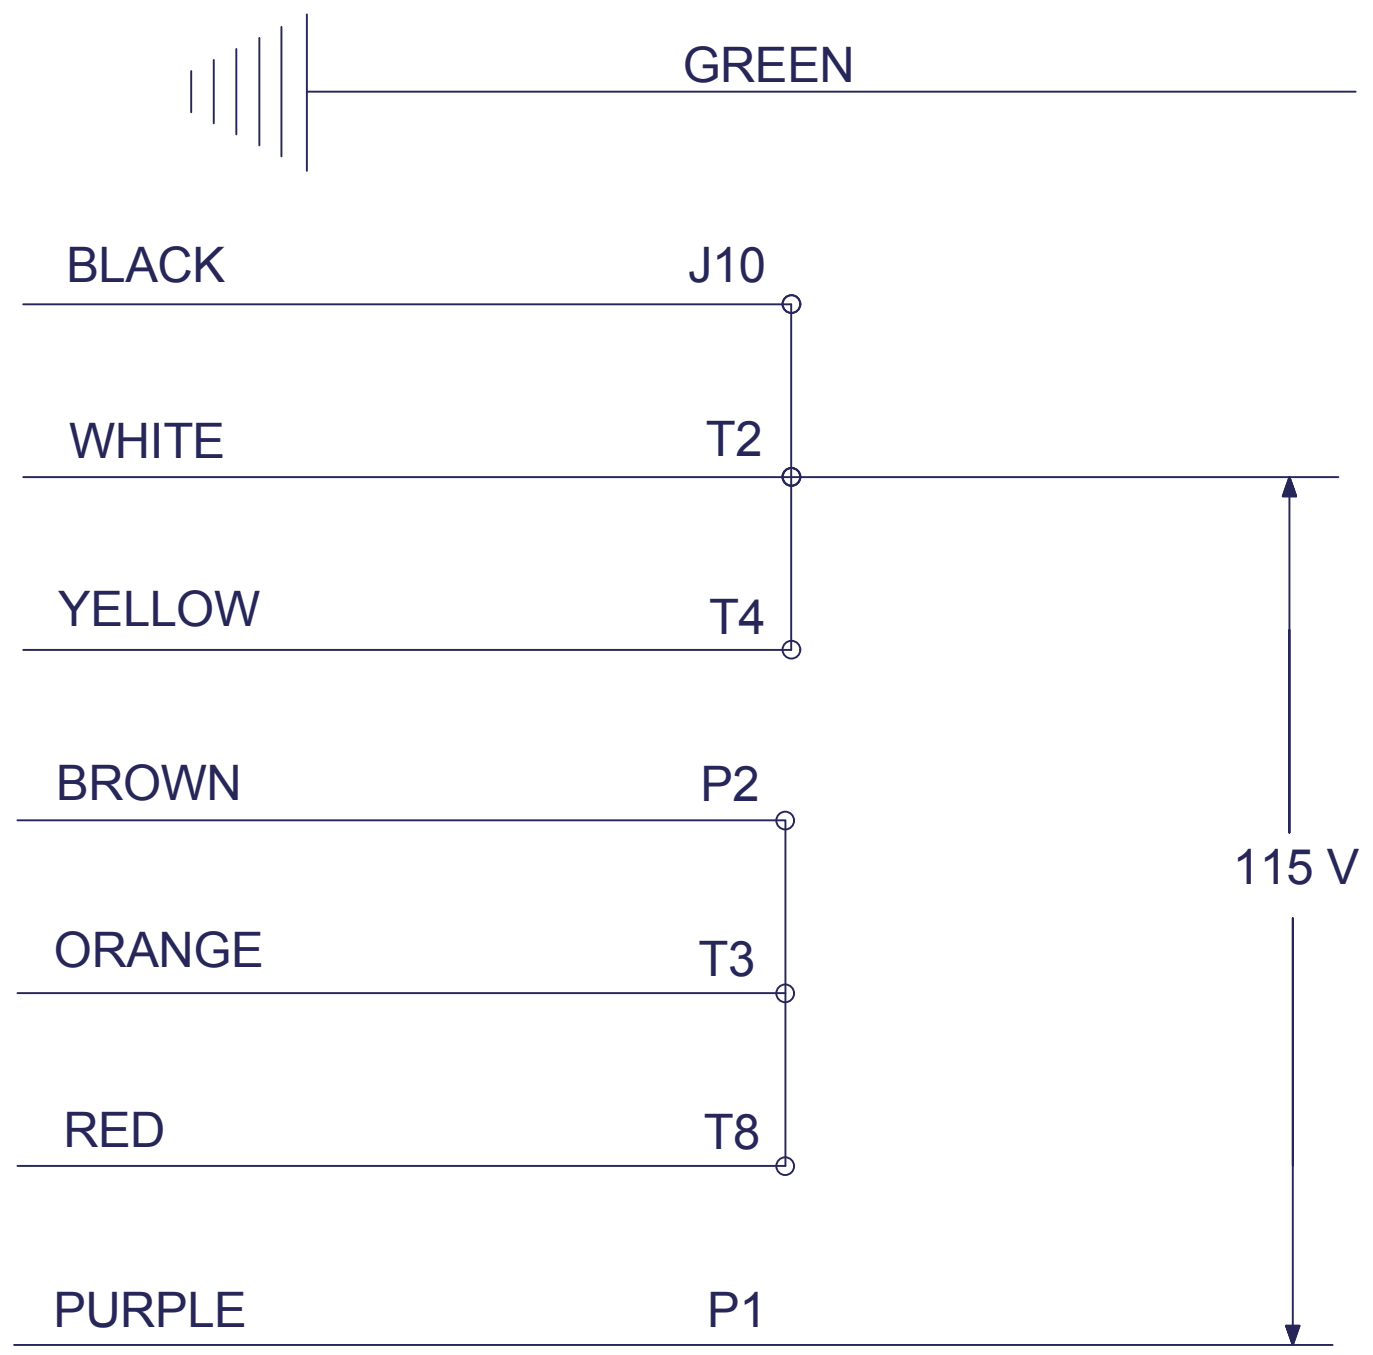 GREEN
BLACK J10
WHITE T2
YELLOW T4
BROWN P2
115 V
ORANGE T3
RED T8
PURPLE P1